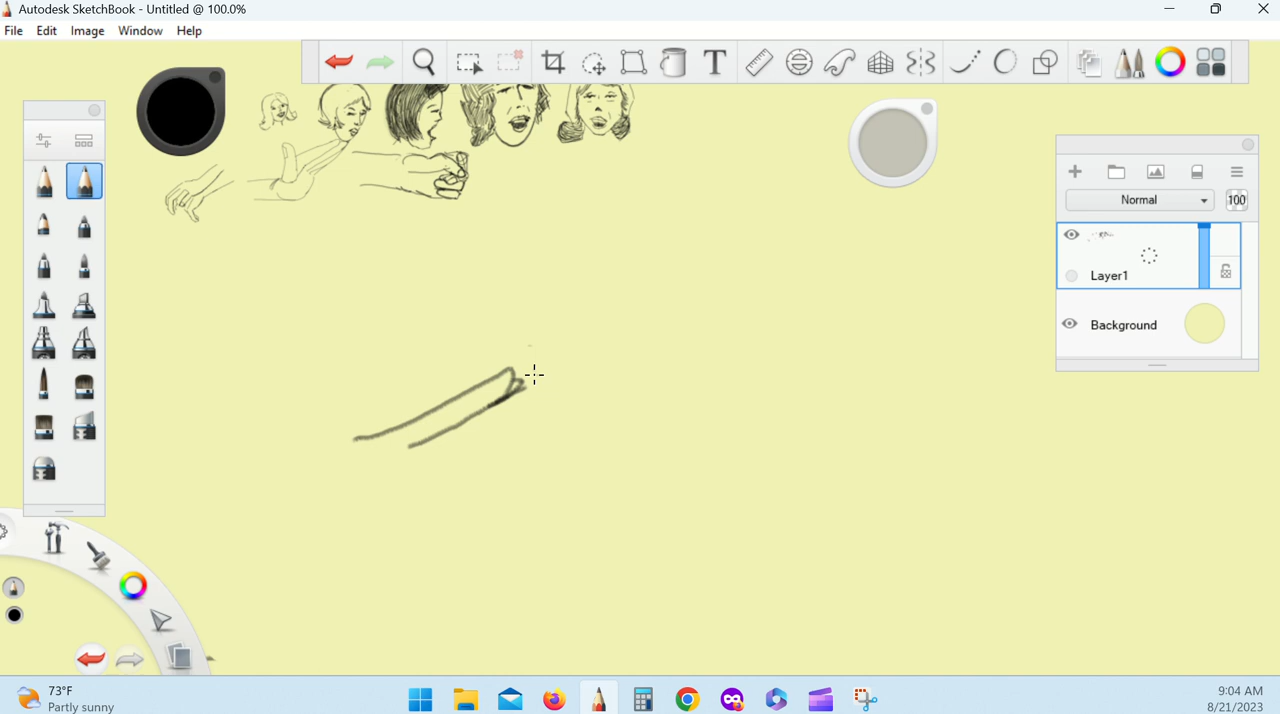 Autodesk SketchBook - Untitled @ 100.0%
File Edit Image Window Help
T
Normal 100
Layer1
Background
73°F
Partly sunny
9:04 AM
8/21/2023